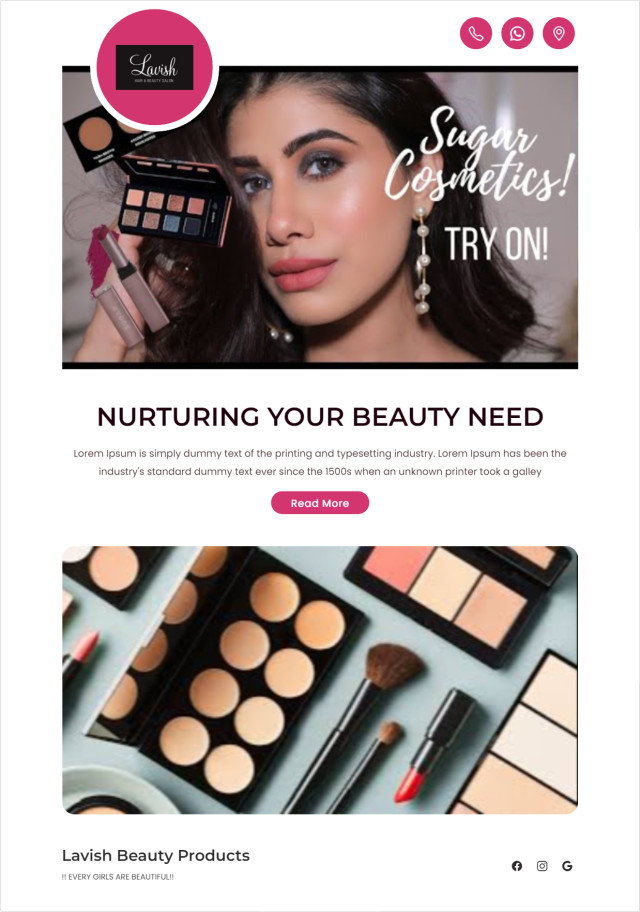 Lavish
HAIR & BEAUTY SALON
Sugar
Cosmetics!
TRY ON!
NURTURING YOUR BEAUTY NEED
Lorem Ipsum is simply dummy text of the printing and typesetting industry. Lorem Ipsum has been the
industry's standard dummy text ever since the 1500s when an unknown printer took a galley
Read More
Lavish Beauty Products
!! EVERY GIRLS ARE BEAUTIFUL!!